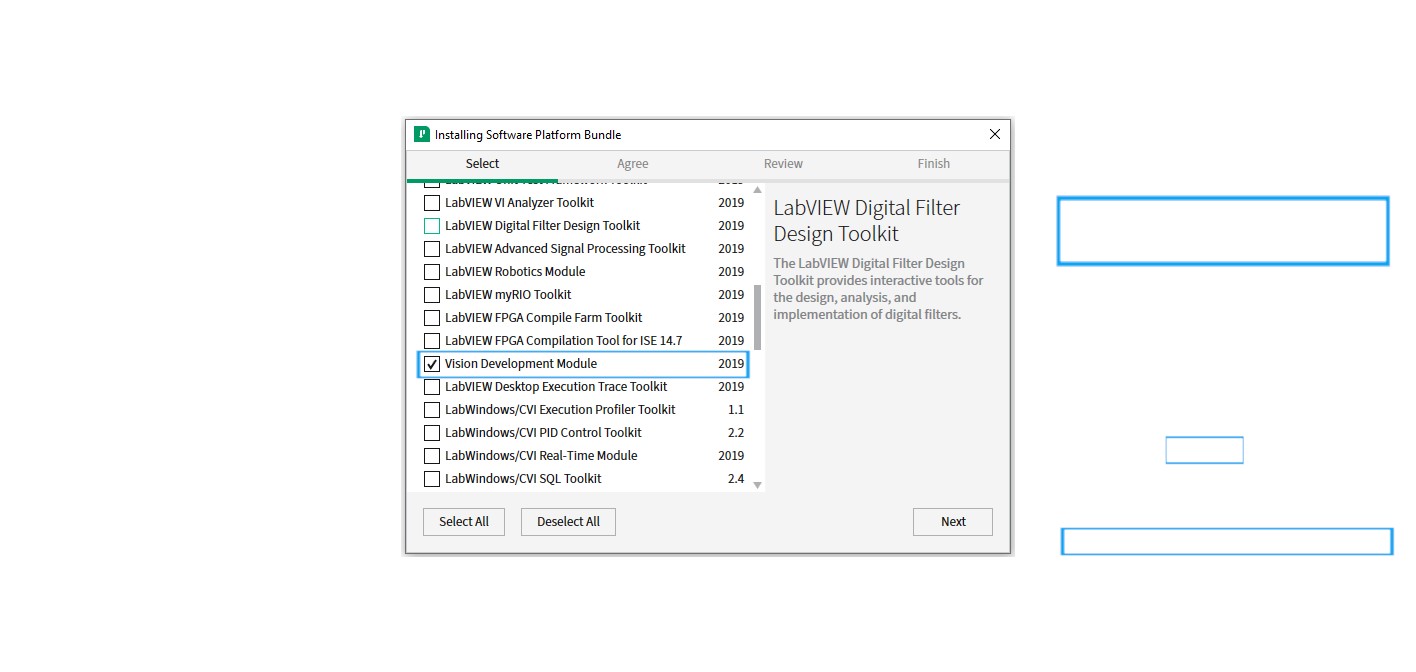 Installing Software Platform Bundle
Select Agree Review Finish
LabVIEW VI Analyzer Toolkit 2019
LabVIEW Digital Filter Design Toolkit 2019
LabVIEW Advanced Signal Processing Toolkit 2019
LabVIEW Robotics Module 2019
LabVIEW myRIO Toolkit 2019
LabVIEW FPGA Compile Farm Toolkit 2019
LabVIEW FPGA Compilation Tool for ISE 14.7 2019
Vision Development Module 2019
LabVIEW Desktop Execution Trace Toolkit 2019
LabWindows/CVI Execution Profiler Toolkit 1.1
LabWindows/CVI PID Control Toolkit 2.2
LabWindows/CVI Real-Time Module 2019
LabWindows/CVI SQL Toolkit 2.4
LabVIEW Digital Filter
Design Toolkit
The LabVIEW Digital Filter Design
Toolkit provides interactive tools for
the design, analysis, and
implementation of digital filters.
Select All Deselect All Next